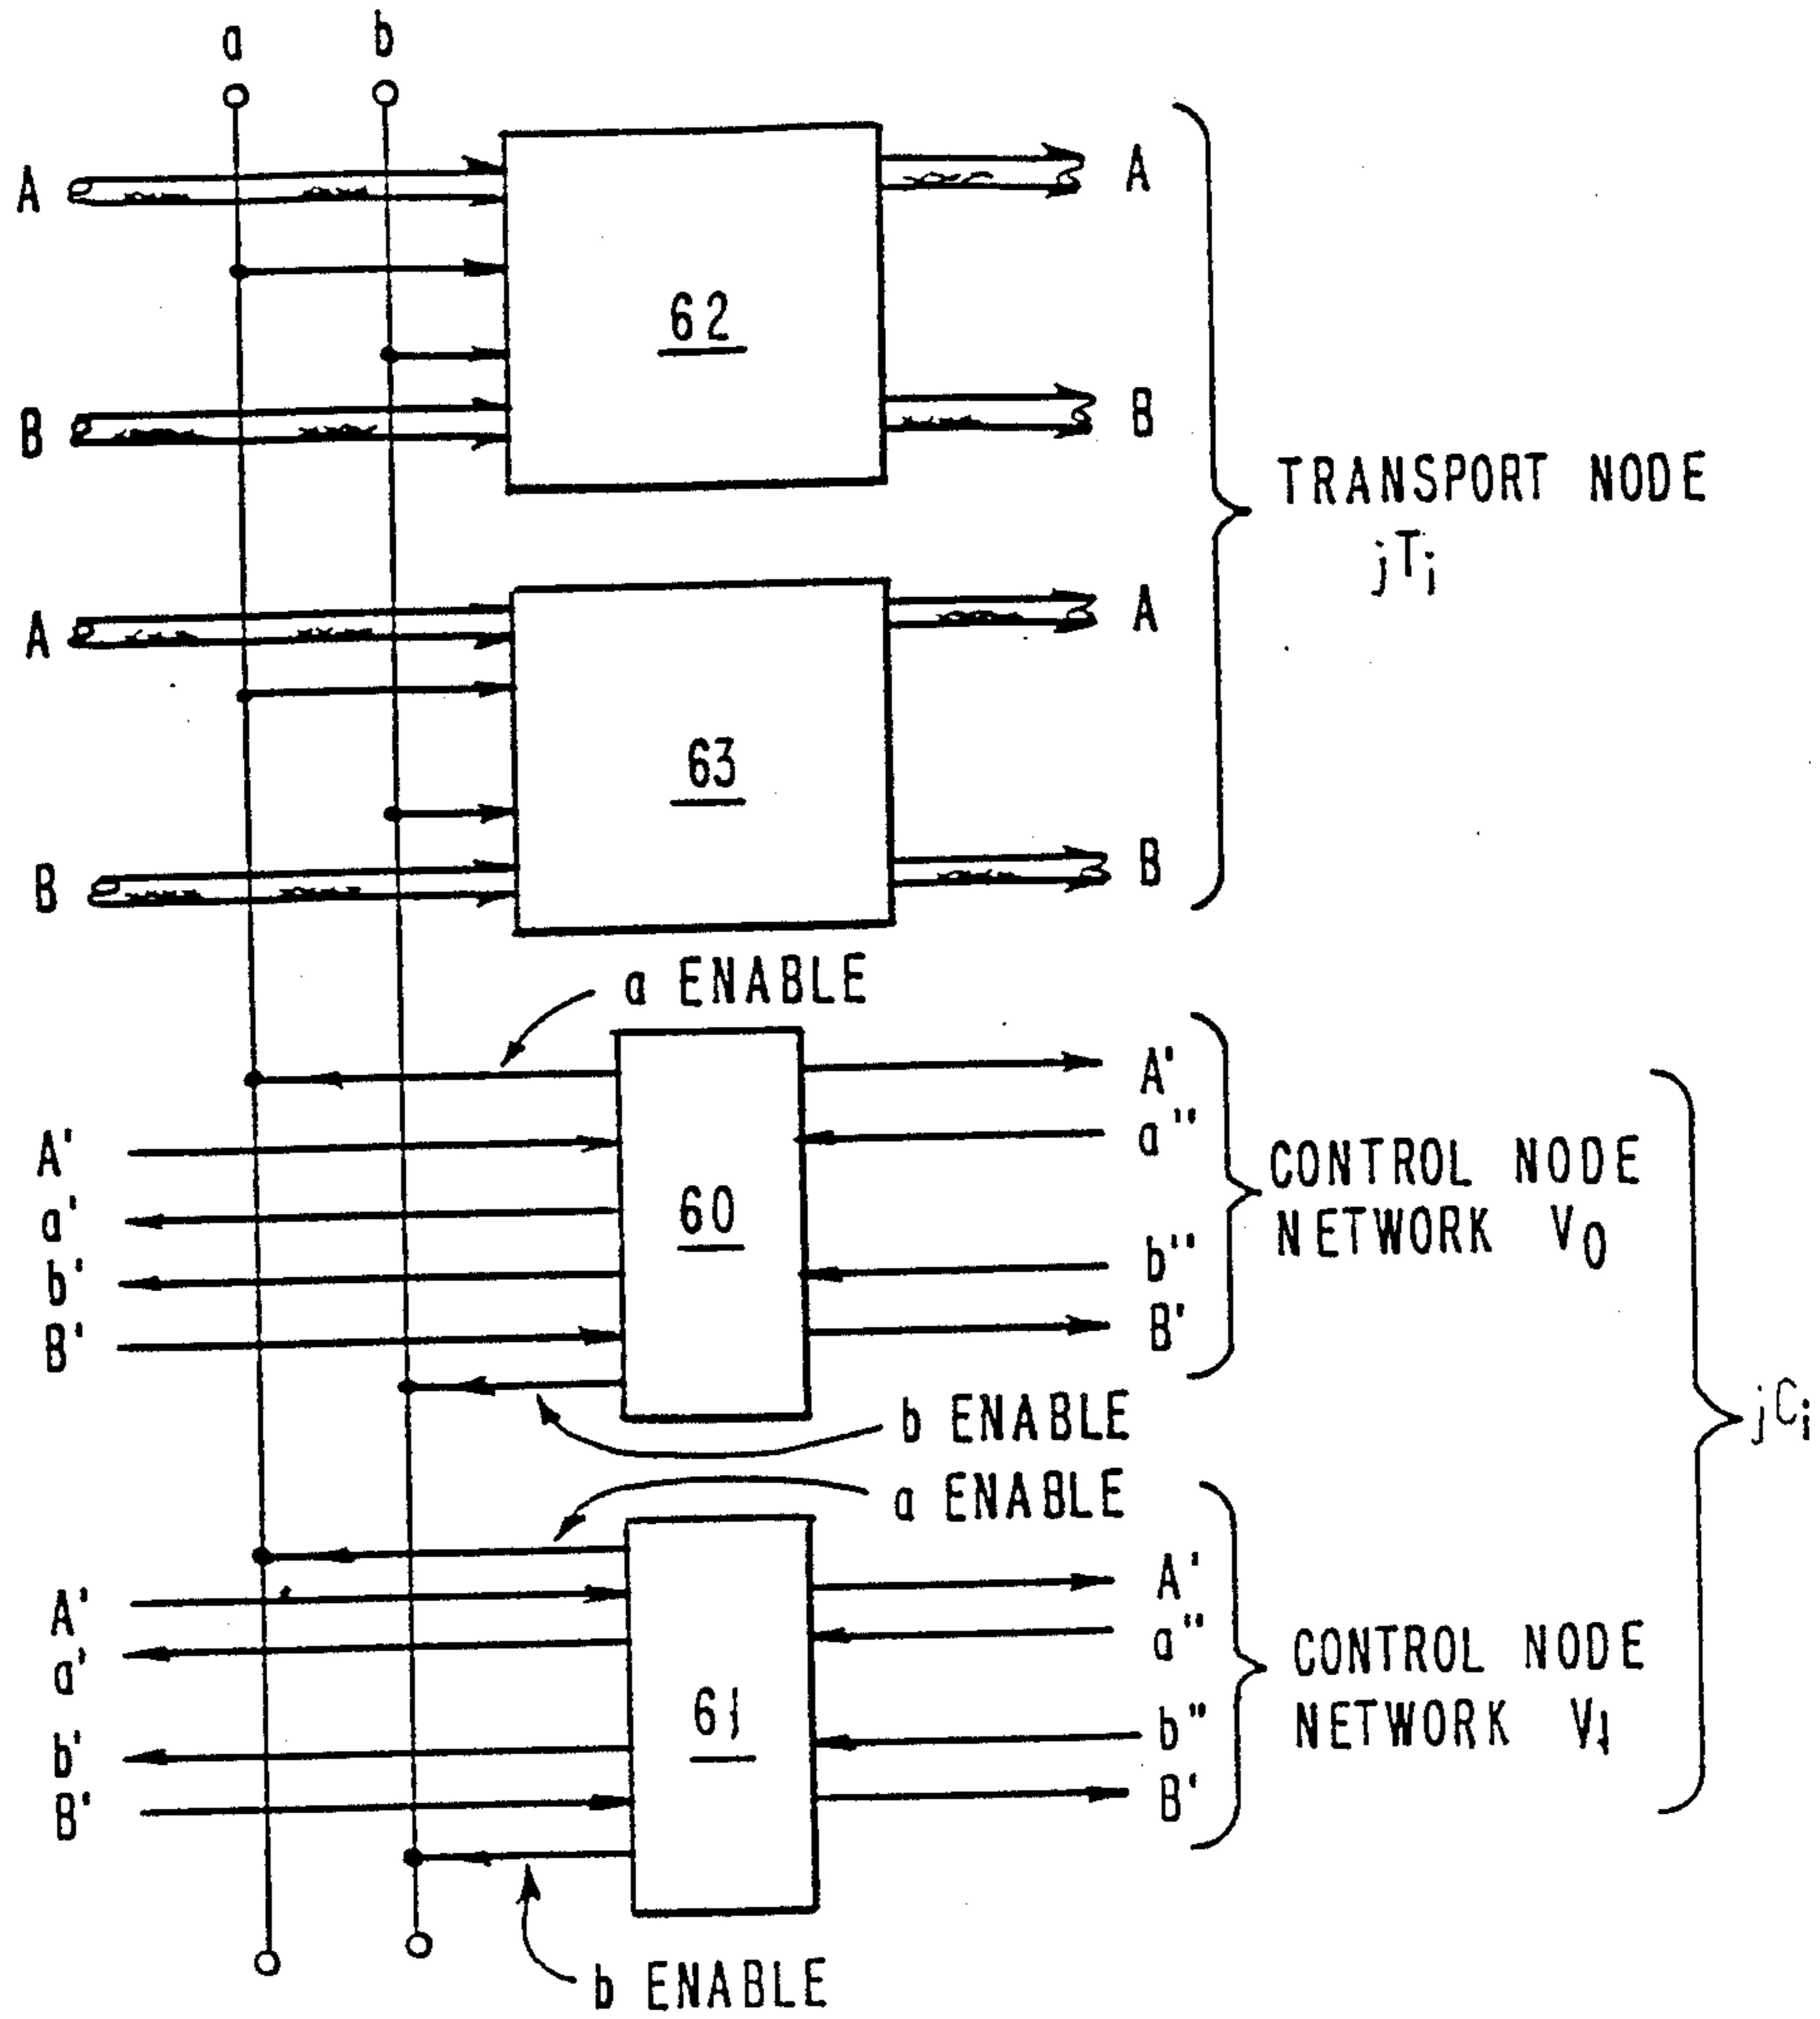 a b
A A
62
B B
TRANSPORT NODE
jTi
A A
63
B B
a ENABLE
A'
A' a"
CONTROL NODE
a' 60
NETWORK V0
b' b"
B' B'
b ENABLE
jCi
a ENABLE
A' A'
a' a"
CONTROL NODE
61
NETWORK V1
b' b"
B' B'
b ENABLE